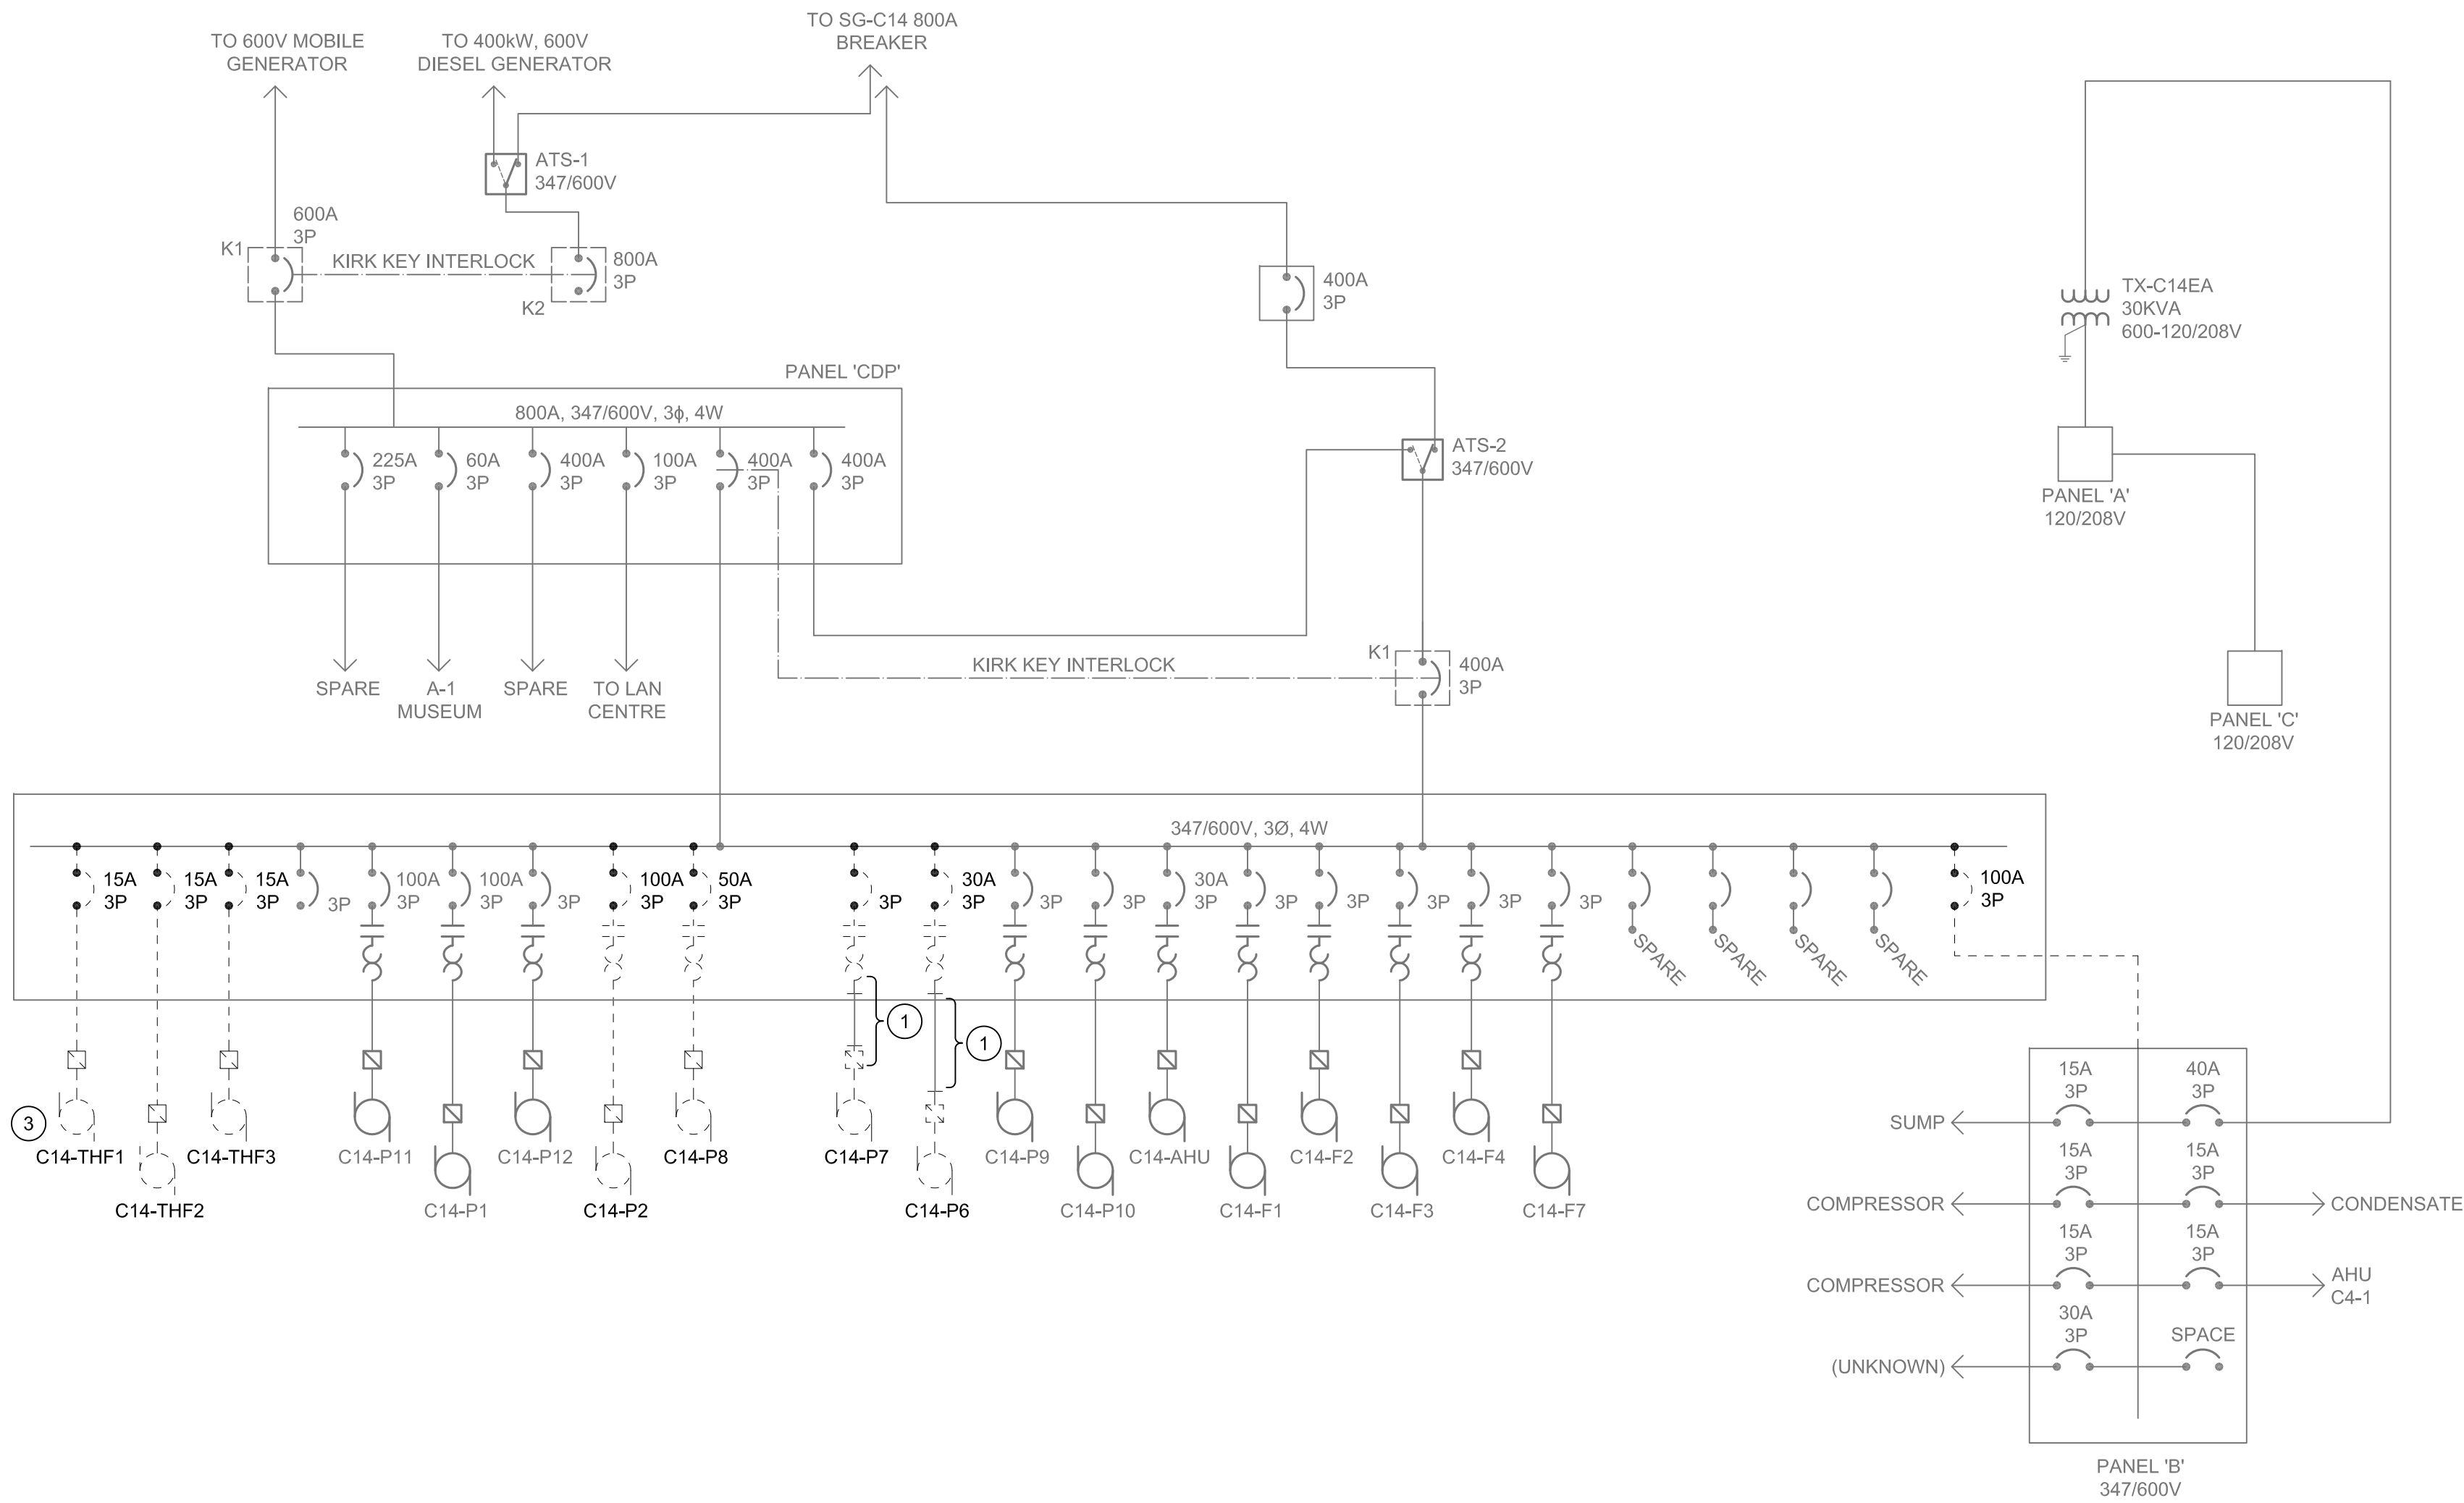 TO SG-C14 800A
BREAKER
TO 600V MOBILE
GENERATOR
TO 400kW, 600V
DIESEL GENERATOR
ATS-1
347/600V
600A
3P
K1
KIRK KEY INTERLOCK
800A
3P
K2
400A
3P
TX-C14EA
30KVA
600-120/208V
PANEL 'CDP'
800A, 347/600V, 3ϕ, 4W
225A
3P
60A
3P
400A
3P
100A
3P
400A
3P
400A
3P
ATS-2
347/600V
PANEL 'A'
120/208V
SPARE
A-1
MUSEUM
SPARE
TO LAN
CENTRE
KIRK KEY INTERLOCK
K1
400A
3P
PANEL 'C'
120/208V
347/600V, 3Ø, 4W
15A
3P
15A
3P
15A
3P
3P
100A
3P
100A
3P
3P
100A
3P
50A
3P
3P
30A
3P
3P
3P
30A
3P
3P
3P
3P
3P
3P
SPARE
SPARE
SPARE
SPARE
100A
3P
1
1
3
C14-THF1
C14-THF2
C14-THF3
C14-P11
C14-P1
C14-P12
C14-P2
C14-P8
C14-P7
C14-P6
C14-P9
C14-P10
C14-AHU
C14-F1
C14-F2
C14-F3
C14-F4
C14-F7
15A
3P
40A
3P
SUMP
15A
3P
15A
3P
COMPRESSOR
CONDENSATE
15A
3P
15A
3P
COMPRESSOR
AHU
C4-1
30A
3P
SPACE
(UNKNOWN)
PANEL 'B'
347/600V